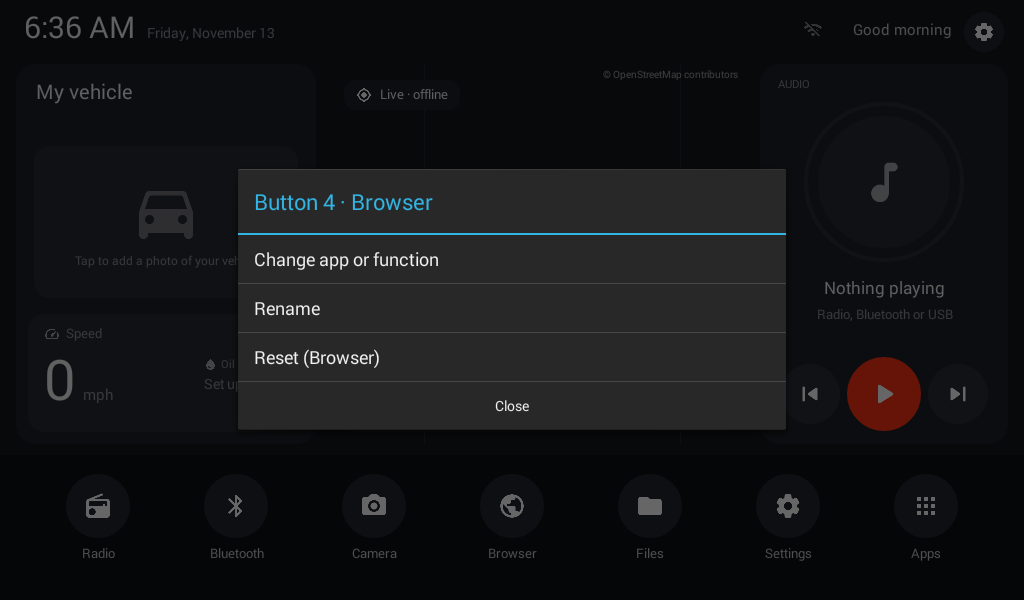 6:36 AM Friday, November 13
Good morning
My vehicle
Live · offline
© OpenStreetMap contributors
AUDIO
Button 4 · Browser
Change app or function
Rename
Reset (Browser)
Close
Tap to add a photo of your
Speed
0 mph
Oil
Set
Nothing playing
Radio, Bluetooth or USB
Radio
Bluetooth
Camera
Browser
Files
Settings
Apps